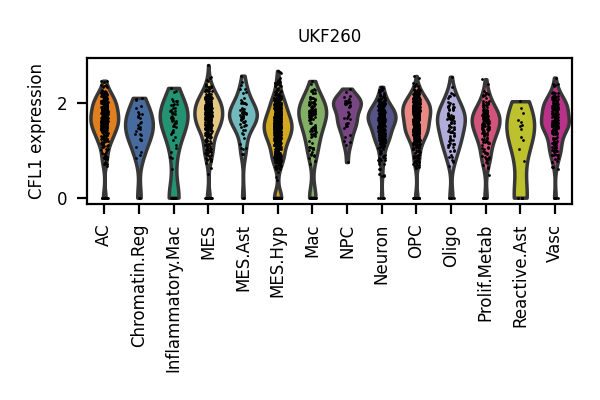 UKF260
CFL1 expression
2
0
AC
Chromatin.Reg
Inflammatory.Mac
MES
MES.Ast
MES.Hyp
Mac
NPC
Neuron
OPC
Oligo
Prolif.Metab
Reactive.Ast
Vasc